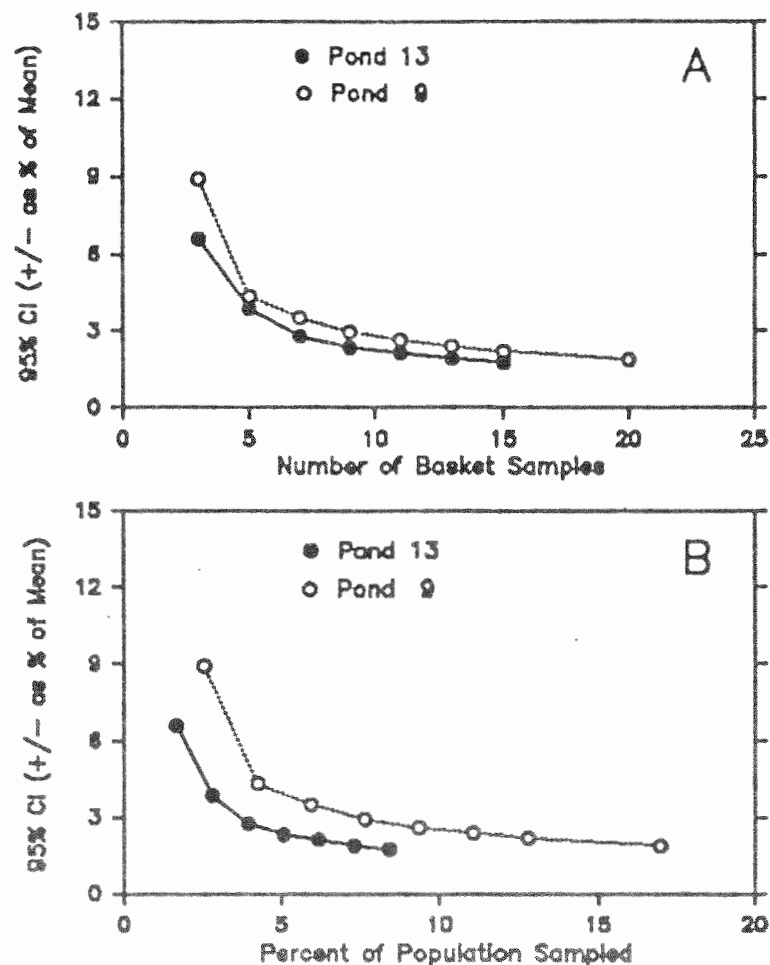 15
12
9
6
3
0
95% CI (+/- as % of Mean)
Pond 13
Pond 9
A
0 5 10 15 20 25
Number of Basket Samples
15
12
9
6
3
0
95% CI (+/- as % of Mean)
Pond 13
Pond 9
B
0 5 10 15 20
Percent of Population Sampled